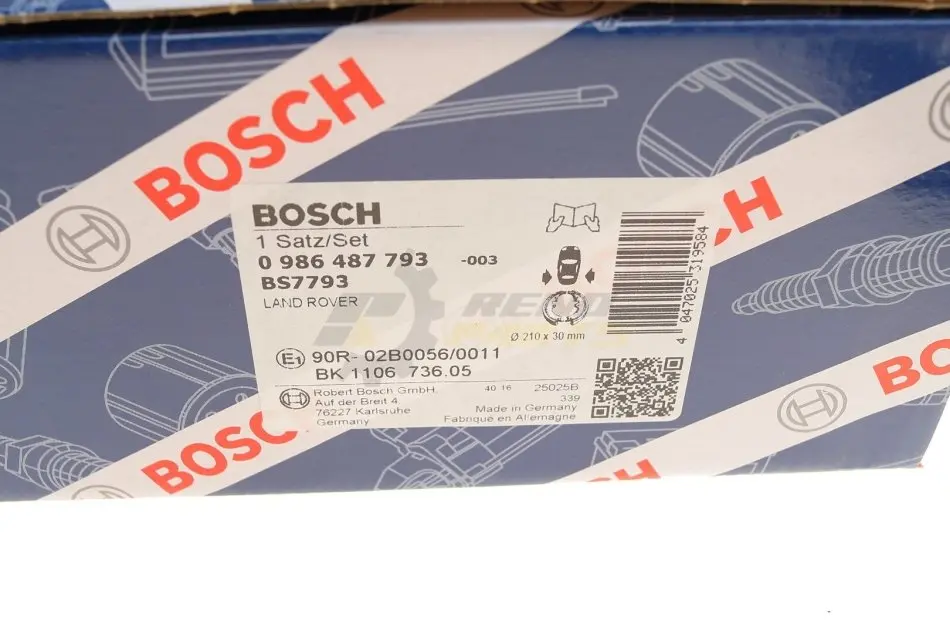 BOSCH
BOSCH
1 Satz/Set
0 986 487 793 -003
BS7793
LAND ROVER
Ø 210 x 30 mm
4 047025 319584
E1 90R- 02B0056/0011
BK 1106 736.05
Robert Bosch GmbH.
Auf der Breit 4
76227 Karlsruhe
Germany
40 16 25025B
339
Made in Germany
Fabriqué en Allemagne
BOSCH
BOSCH